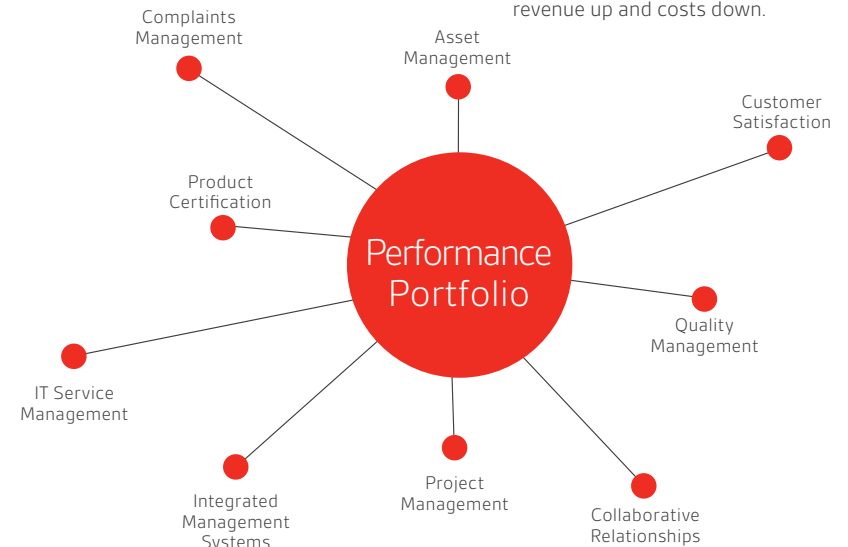 revenue up and costs down.
Complaints
Management
Asset
Management
Customer
Satisfaction
Product
Certification
Performance
Portfolio
Quality
Management
IT Service
Management
Project
Management
Integrated
Management
Systems
Collaborative
Relationships